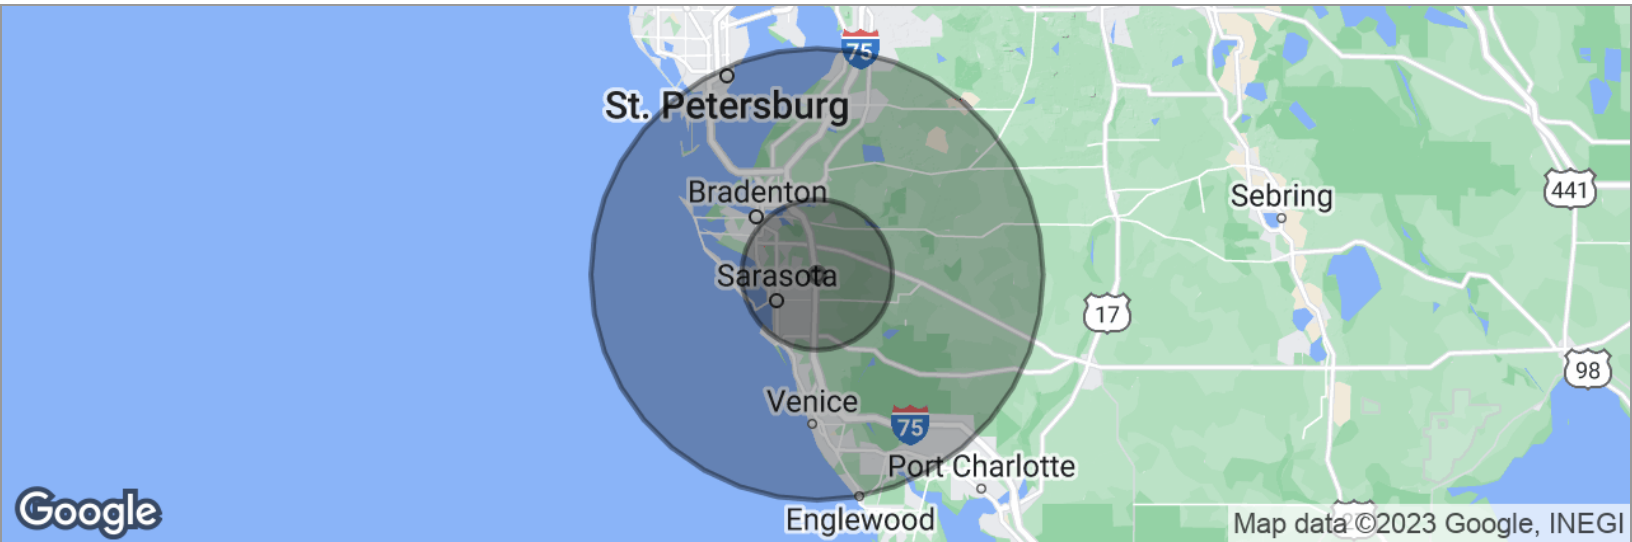 75
St. Petersburg
Bradenton
Sebring
441
Sarasota
17
98
Venice
75
Port Charlotte
Englewood
Google
Map data ©2023 Google, INEGI